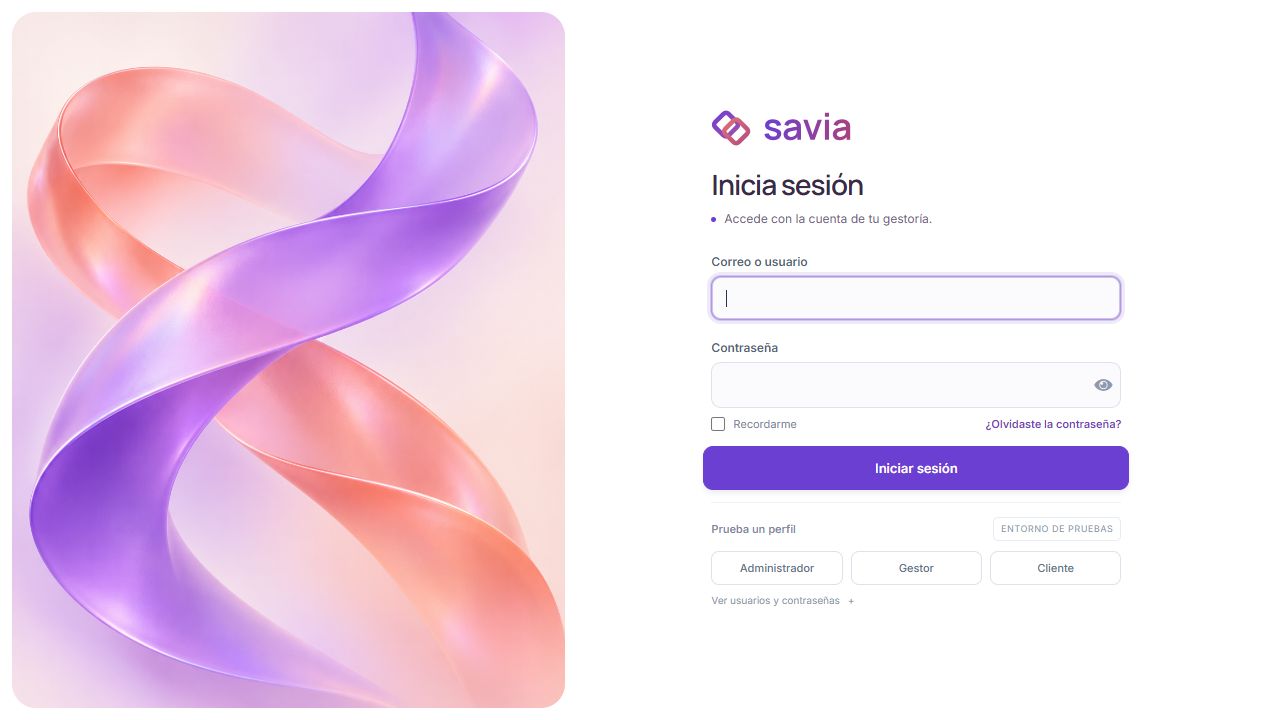 savia
Inicia sesión
Accede con la cuenta de tu gestoría.
Correo o usuario
Contraseña
Recordarme
¿Olvidaste la contraseña?
Iniciar sesión
Prueba un perfil
ENTORNO DE PRUEBAS
Administrador
Gestor
Cliente
Ver usuarios y contraseñas +